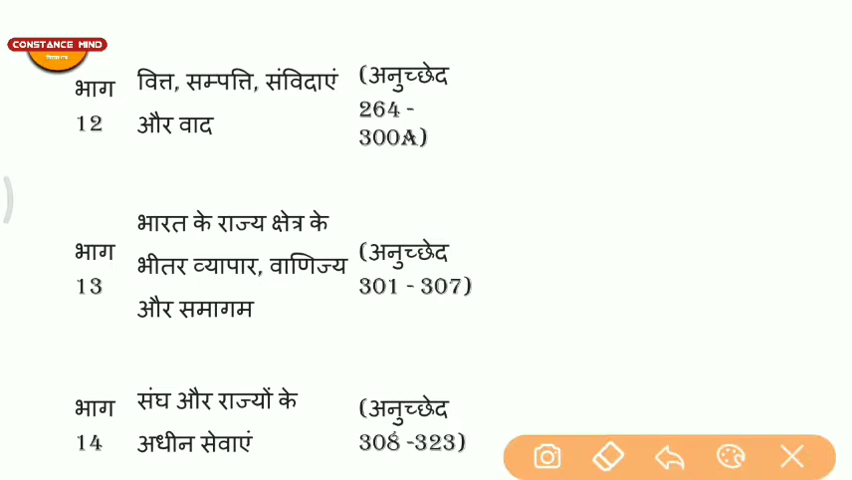 CONSTANCE MIND
भाग 12
वित्त, सम्पत्ति, संविदाएं
और वाद
(अनुच्छेद
264 -
300A)
भाग 13
भारत के राज्य क्षेत्र के
भीतर व्यापार, वाणिज्य
और समागम
(अनुच्छेद
301 - 307)
भाग 14
संघ और राज्यों के
अधीन सेवाएं
(अनुच्छेद
308 -323)